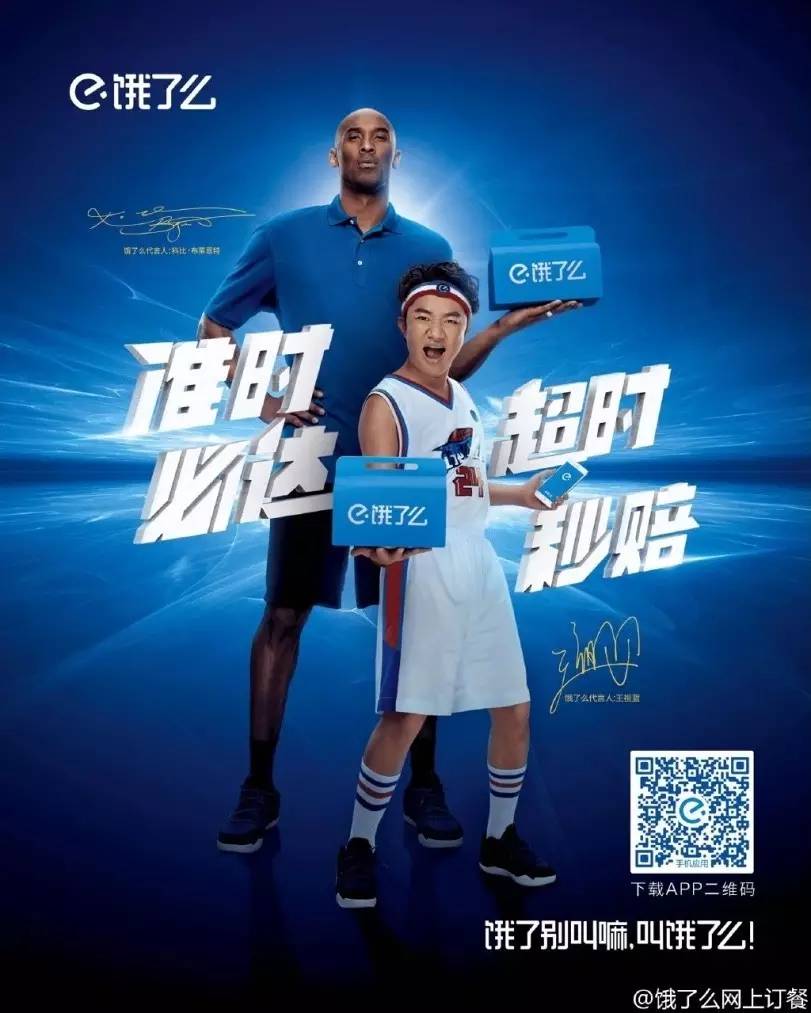 e.饿了么
饿了么代言人:科比·布莱恩特
e.饿了么
准时
必达
超时
秒赔
e.饿了么
24
饿了么代言人:王祖蓝
手机应用
下载APP二维码
饿了别叫嘛,叫饿了么!
@饿了么网上订餐